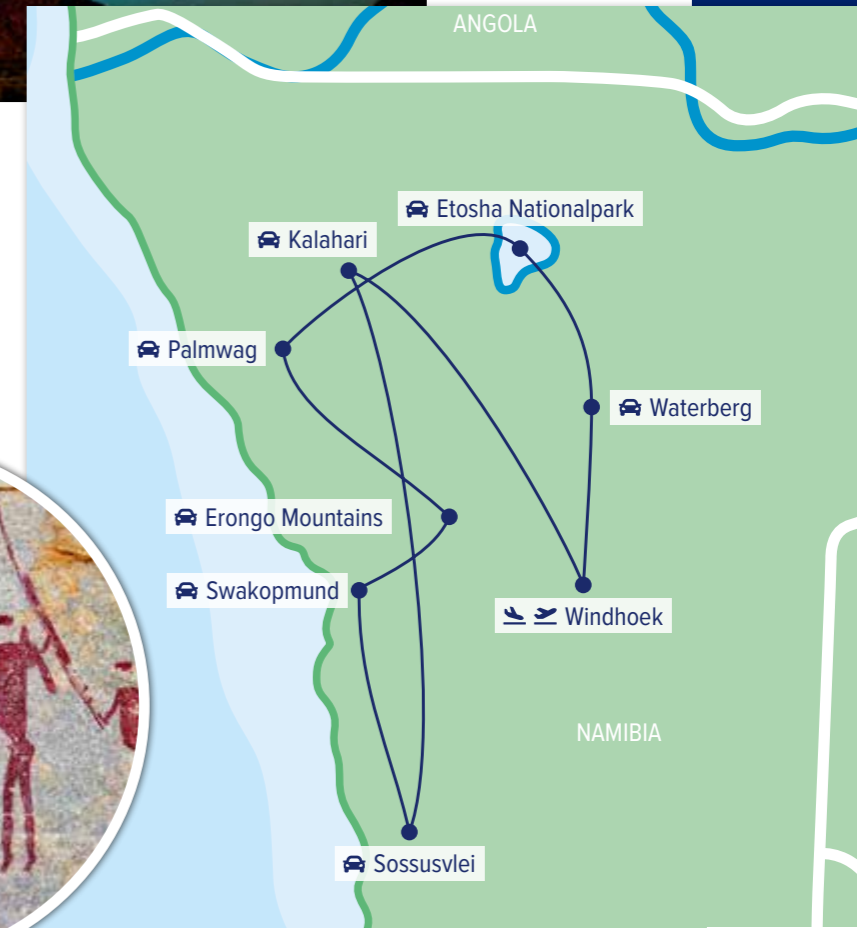 ANGOLA
Etosha Nationalpark
Kalahari
Palmwag
Waterberg
Erongo Mountains
Swakopmund
Windhoek
NAMIBIA
Sossusvlei